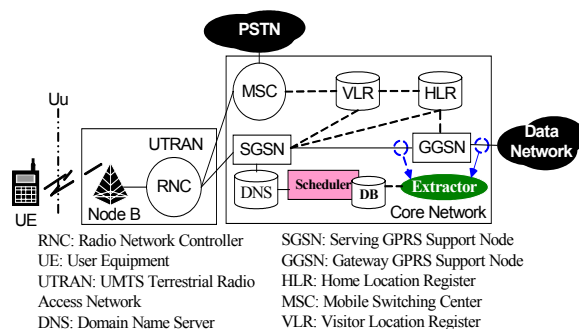 PSTN
MSC
VLR
HLR
Uu
UTRAN
SGSN
GGSN
Data
Network
RNC
DNS
Scheduler
DB
Extractor
Node B
Core Network
UE
RNC: Radio Network Controller
UE: User Equipment
UTRAN: UMTS Terrestrial Radio
Access Network
DNS: Domain Name Server
SGSN: Serving GPRS Support Node
GGSN: Gateway GPRS Support Node
HLR: Home Location Register
MSC: Mobile Switching Center
VLR: Visitor Location Register